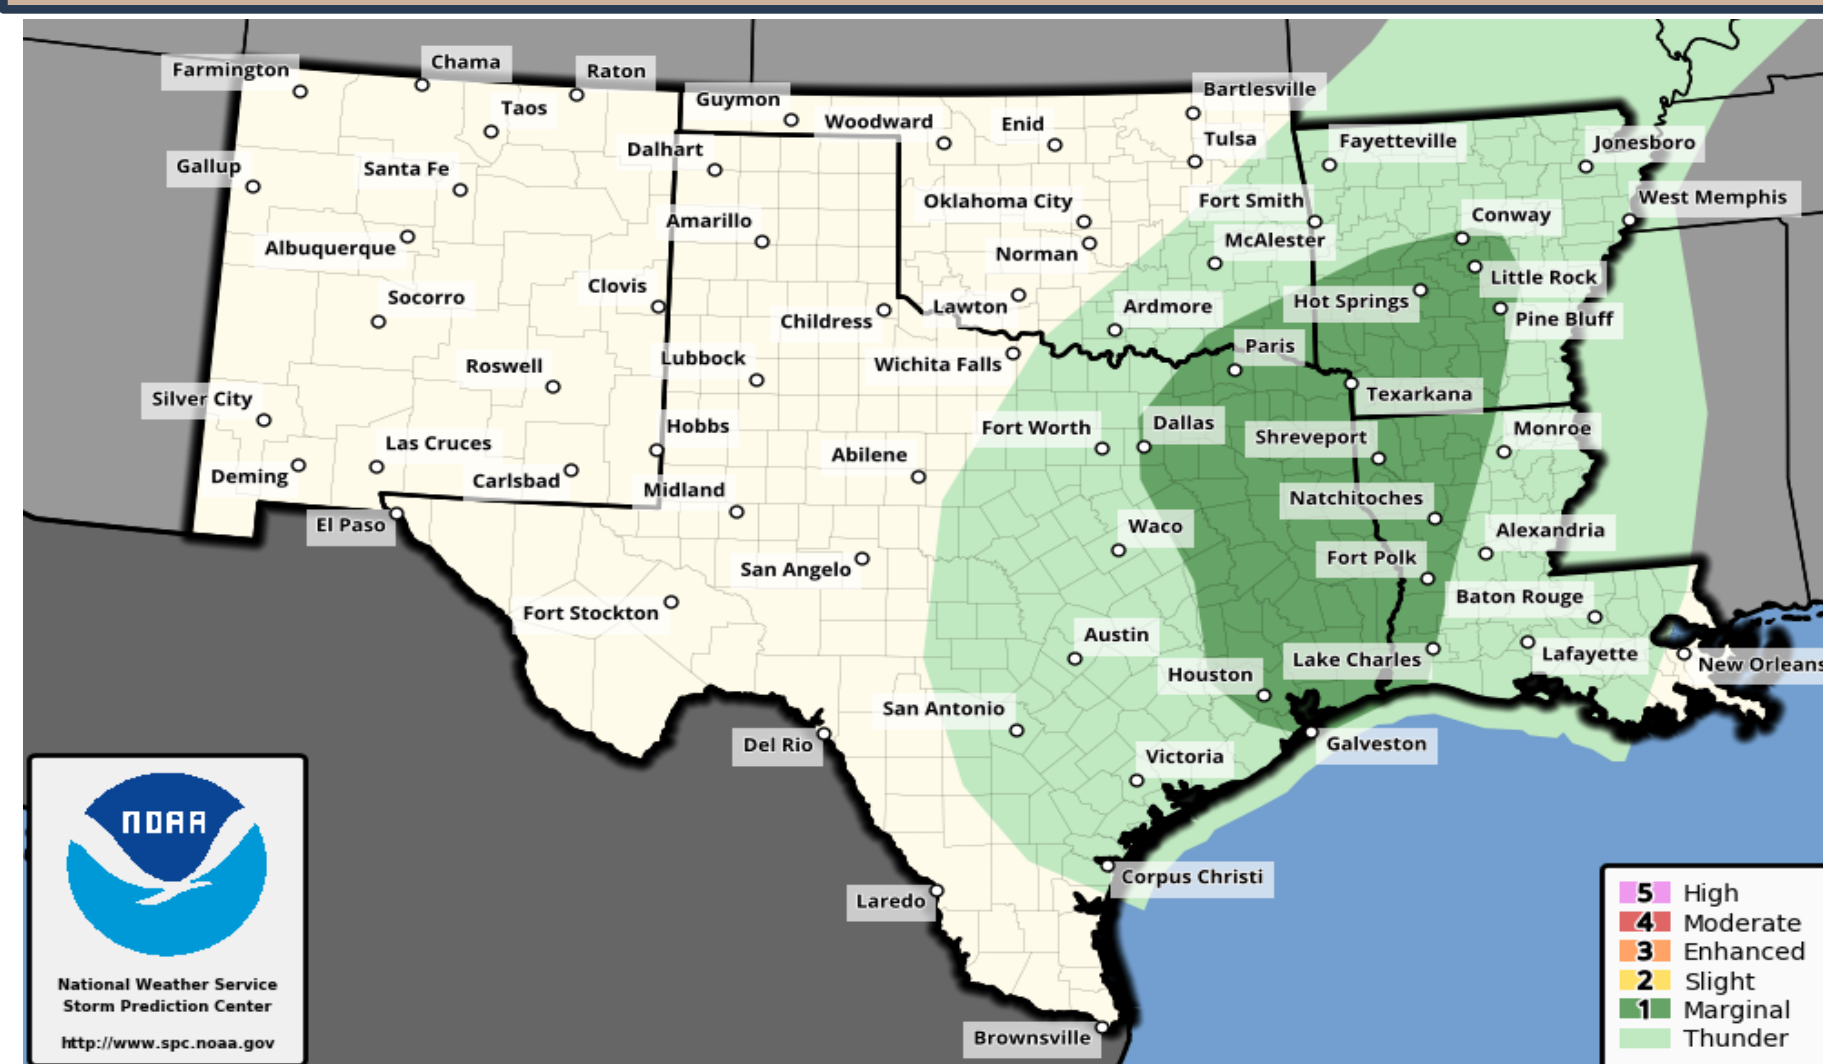 Farmington
Chama
Raton
Taos
Guymon
Woodward
Enid
Bartlesville
Tulsa
Fayetteville
Jonesboro
Gallup
Santa Fe
Dalhart
Oklahoma City
Fort Smith
West Memphis
Conway
Amarillo
Albuquerque
Norman
McAlester
Little Rock
Socorro
Clovis
Childress
Lawton
Ardmore
Hot Springs
Pine Bluff
Roswell
Lubbock
Wichita Falls
Paris
Texarkana
Silver City
Hobbs
Fort Worth
Dallas
Shreveport
Monroe
Las Cruces
Abilene
Deming
Carlsbad
Midland
Natchitoches
El Paso
Waco
Alexandria
San Angelo
Fort Polk
Fort Stockton
Baton Rouge
Austin
Lake Charles
Lafayette
New Orleans
Houston
San Antonio
Del Rio
Victoria
Galveston
Corpus Christi
Laredo
Brownsville
NOAA
National Weather Service
Storm Prediction Center
http://www.spc.noaa.gov
5 High
4 Moderate
3 Enhanced
2 Slight
1 Marginal
Thunder